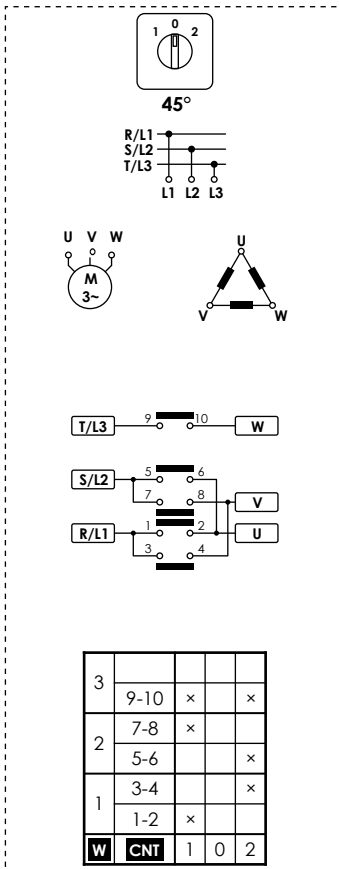 0
1 2
45°
R/L1
S/L2
T/L3
L1 L2 L3
U V W
M
3~
U
V W
T/L3 9 10 W
S/L2 5 6
7 8 V
R/L1 1 2 U
3 4
3
9-10 × ×
2 7-8 ×
5-6 ×
1 3-4 ×
1-2 ×
W CNT 1 0 2